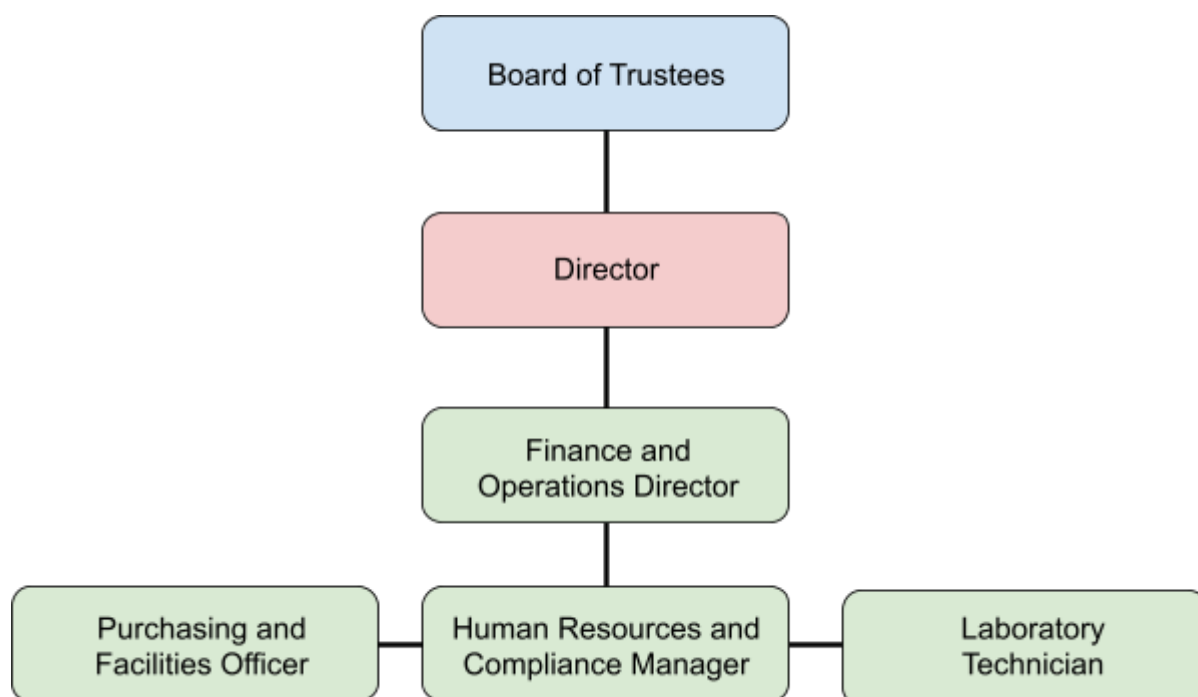 Board of Trustees
Director
Finance and
Operations Director
Purchasing and
Facilities Officer
Human Resources and
Compliance Manager
Laboratory
Technician